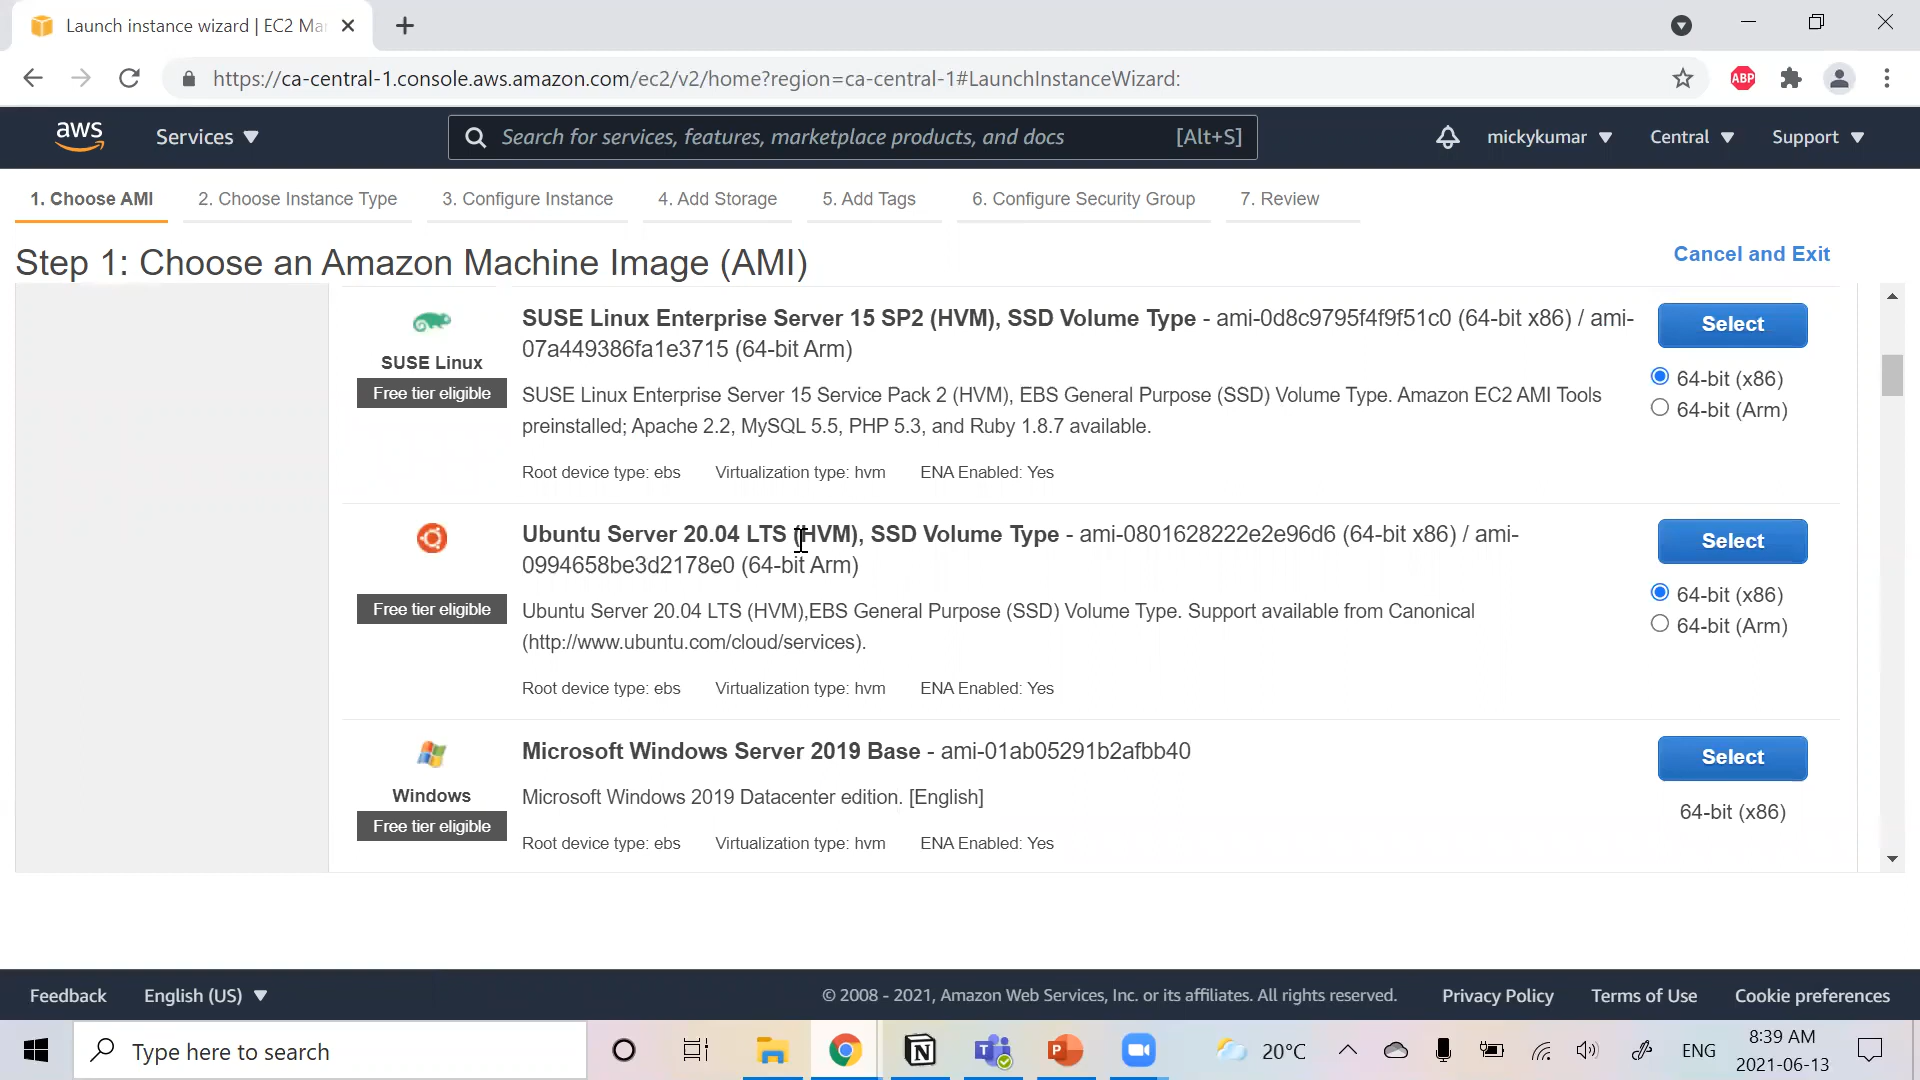 Launch instance wizard | EC2 Ma
https://ca-central-1.console.aws.amazon.com/ec2/v2/home?region=ca-central-1#LaunchInstanceWizard:
ABP
aws
Services
Search for services, features, marketplace products, and docs
[Alt+S]
mickykumar
Central
Support
1. Choose AMI
2. Choose Instance Type
3. Configure Instance
4. Add Storage
5. Add Tags
6. Configure Security Group
7. Review
Step 1: Choose an Amazon Machine Image (AMI)
Cancel and Exit
SUSE Linux
Free tier eligible
SUSE Linux Enterprise Server 15 SP2 (HVM), SSD Volume Type - ami-0d8c9795f4f9f51c0 (64-bit x86) / ami-
07a449386fa1e3715 (64-bit Arm)
SUSE Linux Enterprise Server 15 Service Pack 2 (HVM), EBS General Purpose (SSD) Volume Type. Amazon EC2 AMI Tools
preinstalled; Apache 2.2, MySQL 5.5, PHP 5.3, and Ruby 1.8.7 available.
Root device type: ebs
Virtualization type: hvm
ENA Enabled: Yes
Select
64-bit (x86)
64-bit (Arm)
Free tier eligible
Ubuntu Server 20.04 LTS (HVM), SSD Volume Type - ami-0801628222e2e96d6 (64-bit x86) / ami-
0994658be3d2178e0 (64-bit Arm)
Ubuntu Server 20.04 LTS (HVM),EBS General Purpose (SSD) Volume Type. Support available from Canonical
(http://www.ubuntu.com/cloud/services).
Root device type: ebs
Virtualization type: hvm
ENA Enabled: Yes
Select
64-bit (x86)
64-bit (Arm)
Windows
Free tier eligible
Microsoft Windows Server 2019 Base - ami-01ab05291b2afbb40
Microsoft Windows 2019 Datacenter edition. [English]
Root device type: ebs
Virtualization type: hvm
ENA Enabled: Yes
Select
64-bit (x86)
Feedback
English (US)
© 2008 - 2021, Amazon Web Services, Inc. or its affiliates. All rights reserved.
Privacy Policy
Terms of Use
Cookie preferences
Type here to search
20°C
ENG
8:39 AM
2021-06-13